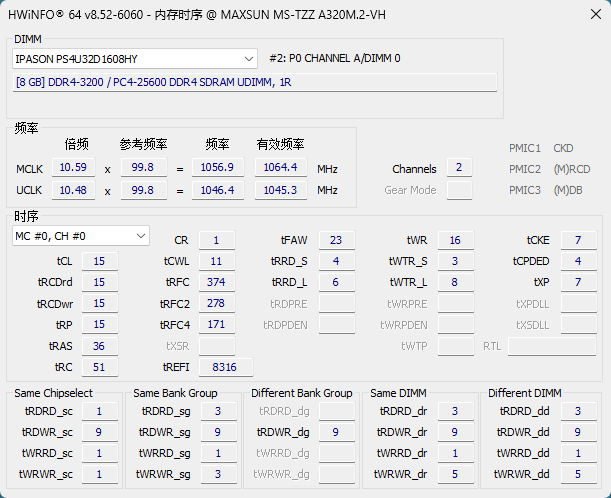 HWiNFO® 64 v8.52-6060 - 内存时序 @ MAXSUN MS-TZZ A320M.2-VH
DIMM
IPASON PS4U32D1608HY #2: P0 CHANNEL A/DIMM 0
[8 GB] DDR4-3200 / PC4-25600 DDR4 SDRAM UDIMM, 1R
频率
倍频 参考频率 频率 有效频率 PMIC1 CKD
MCLK 10.59 x 99.8 = 1056.9 1064.4 MHz Channels 2 PMIC2 (M)RCD
UCLK 10.48 x 99.8 = 1046.4 1045.3 MHz Gear Mode PMIC3 (M)DB
时序
MC #0, CH #0 CR 1 tFAW 23 tWR 16 tCKE 7
tCL 15 tCWL 11 tRRD_S 4 tWTR_S 3 tCPDED 4
tRCDrd 15 tRFC 374 tRRD_L 6 tWTR_L 8 tXP 7
tRCDwr 15 tRFC2 278 tRDPRE tWRPRE tXPDLL
tRP 15 tRFC4 171 tRDPDEN tWRPDEN tXSDLL
tRAS 36 tXSR tWTP RTL
tRC 51 tREFI 8316
Same Chipselect Same Bank Group Different Bank Group Same DIMM Different DIMM
tRDRD_sc 1 tRDRD_sg 3 tRDRD_dg tRDRD_dr 3 tRDRD_dd 3
tRDWR_sc 9 tRDWR_sg 9 tRDWR_dg 9 tRDWR_dr 9 tRDWR_dd 9
tWRRD_sc 1 tWRRD_sg 1 tWRRD_dg tWRRD_dr 1 tWRRD_dd 1
tWRWR_sc 1 tWRWR_sg 3 tWRWR_dg tWRWR_dr 5 tWRWR_dd 5